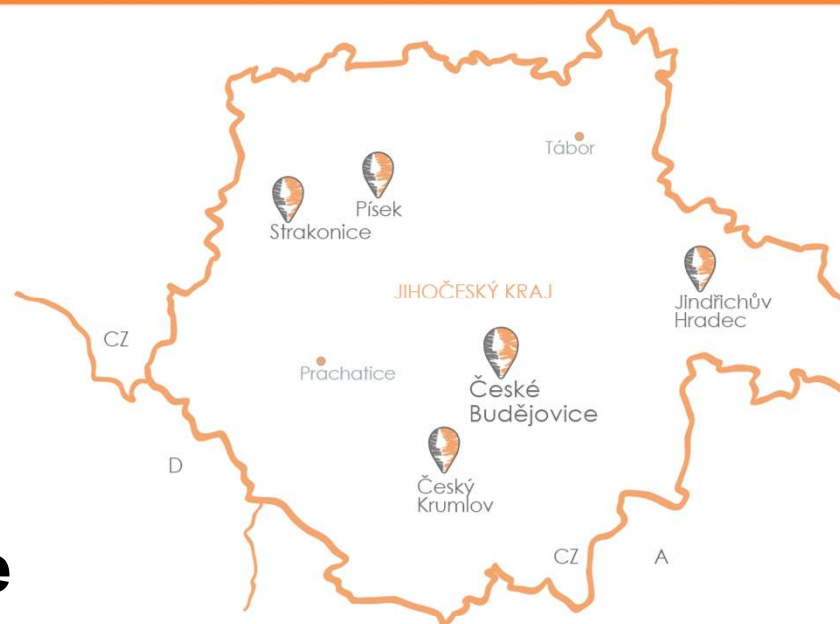 Tábor
Písek
Strakonice
JIHOČESKÝ KRAJ
Jindřichův
Hradec
CZ
Prachatice
České
Budějovice
D
Český
Krumlov
CZ
A
e